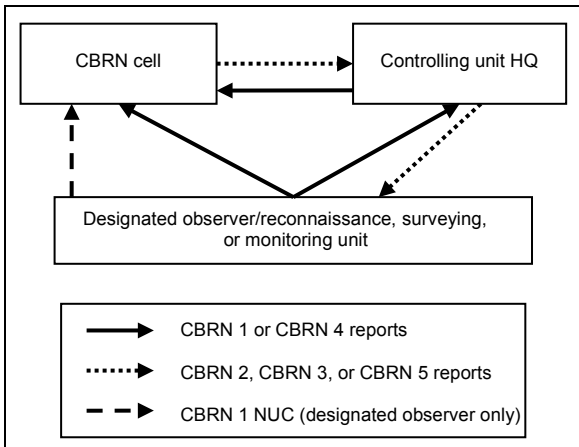 CBRN cell
Controlling unit HQ
Designated observer/reconnaissance, surveying,
or monitoring unit
CBRN 1 or CBRN 4 reports
CBRN 2, CBRN 3, or CBRN 5 reports
CBRN 1 NUC (designated observer only)